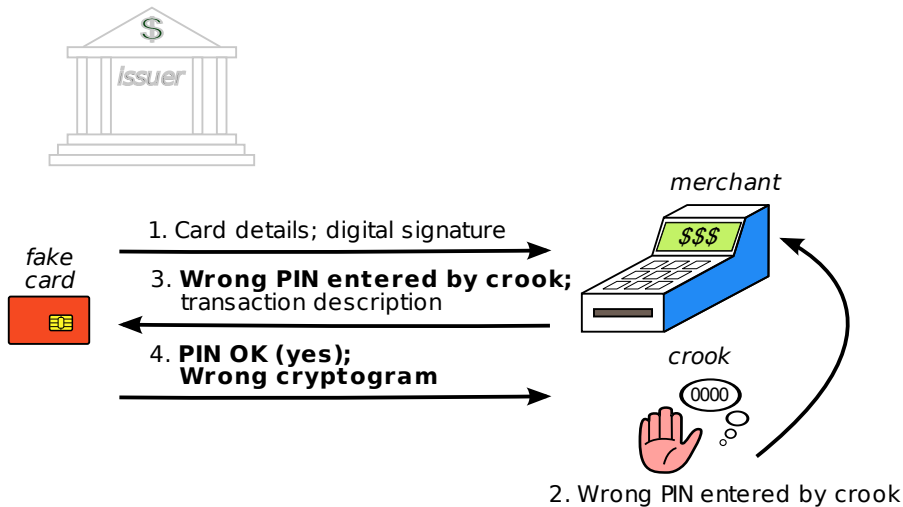 $
issuer
merchant
$$$
1. Card details; digital signature
fake
card
3. Wrong PIN entered by crook;
transaction description
4. PIN OK (yes);
Wrong cryptogram
crook
0000
2. Wrong PIN entered by crook